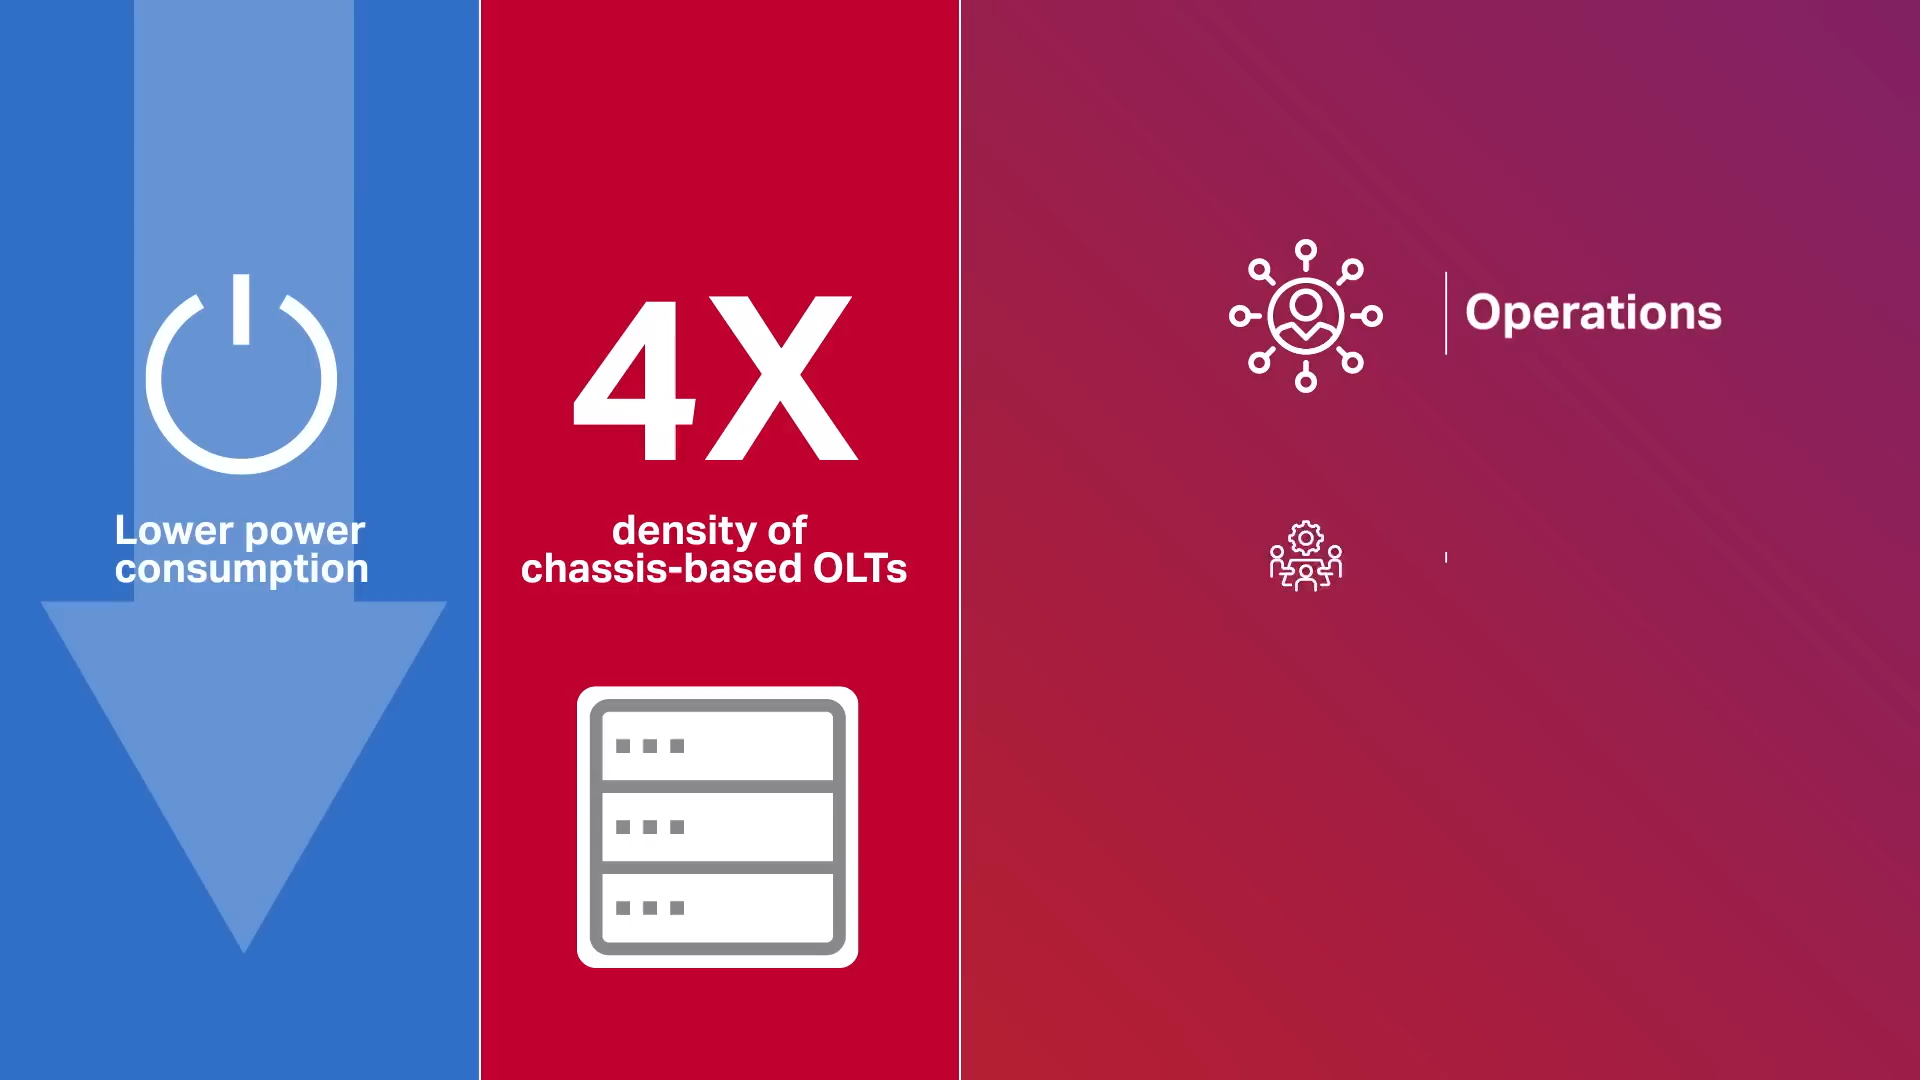 Lower power
consumption
4X
density of
chassis-based OLTs
Operations